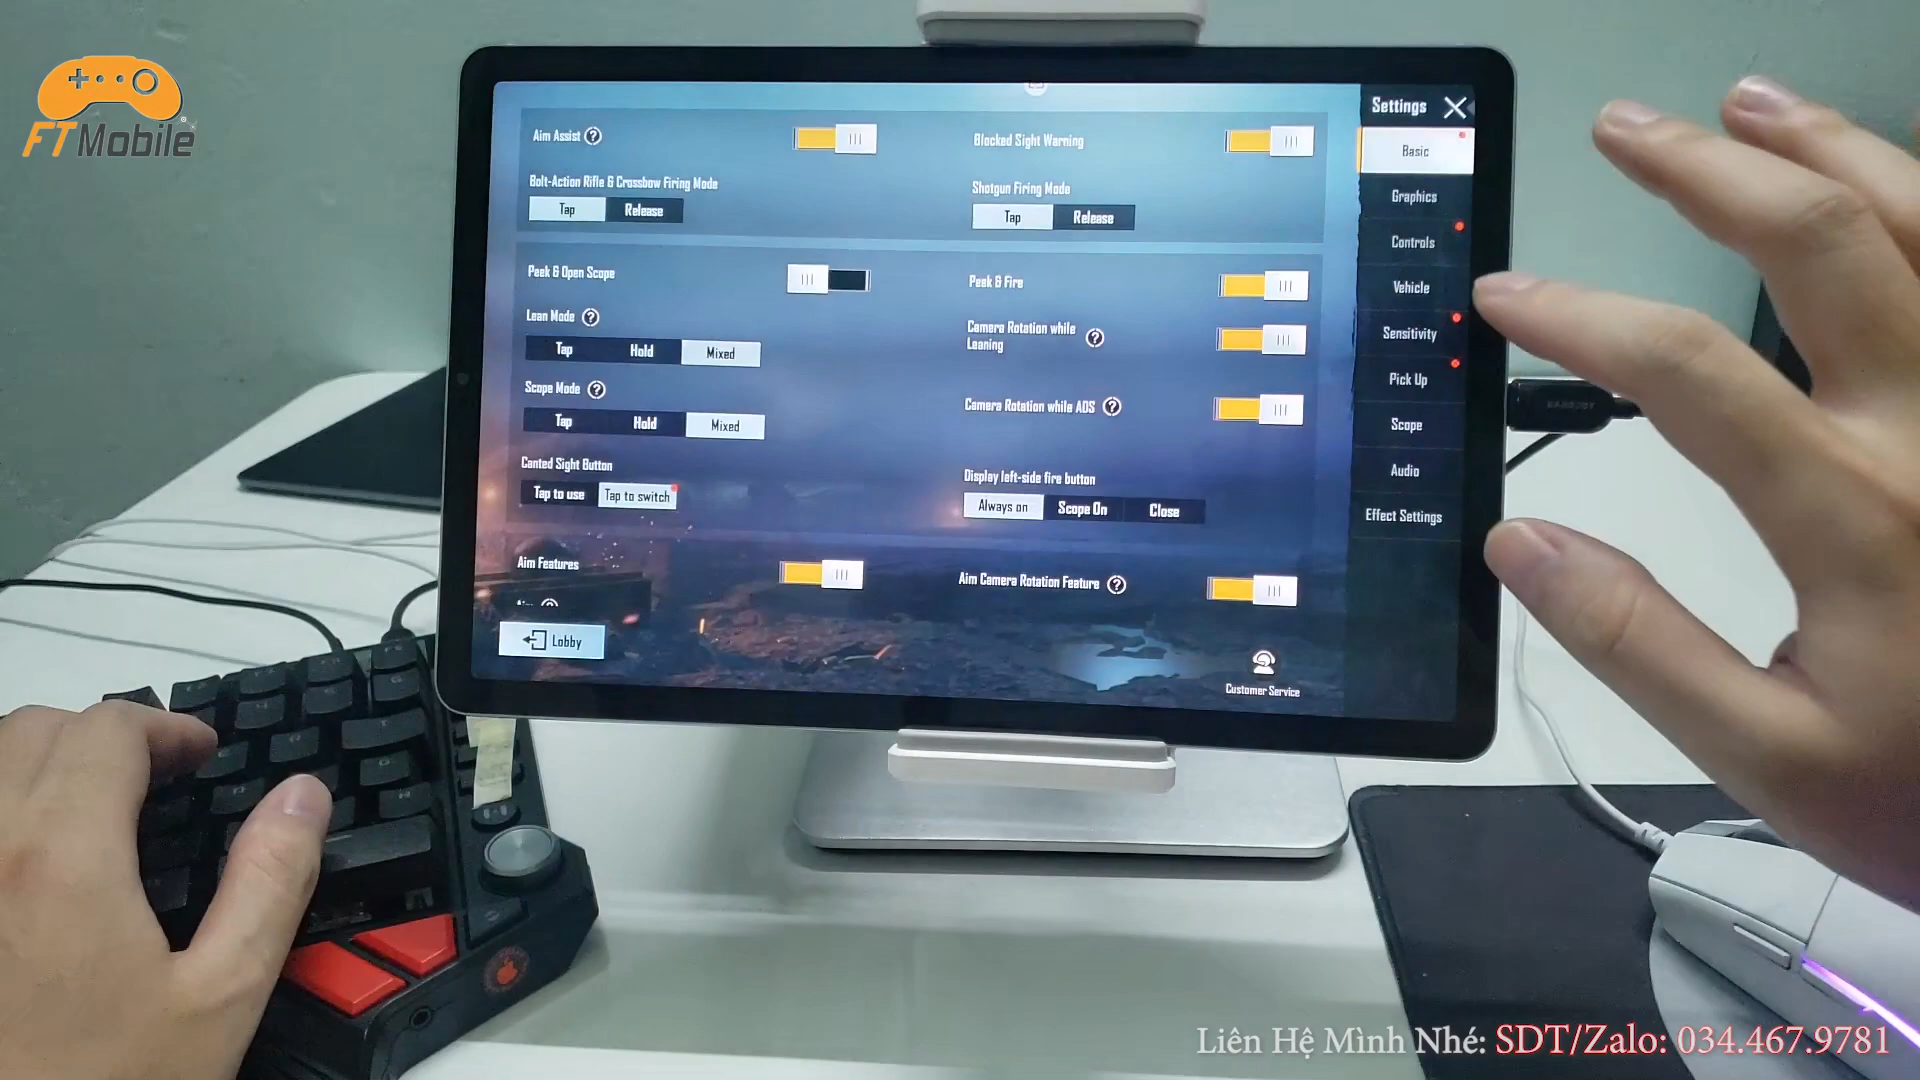 FT Mobile
Settings
Aim Assist ?
Blocked Sight Warning
Basic
Bolt-Action Rifle & Crossbow Firing Mode
Shotgun Firing Mode
Graphics
Tap Release
Tap Release
Controls
Peek & Open Scope
Peek & Fire
Vehicle
Lean Mode ?
Camera Rotation while
Leaning ?
Sensitivity
Tap Hold Mixed
Pick Up
Scope Mode ?
Camera Rotation while ADS ?
Tap Hold Mixed
Scope
Canted Sight Button
Display left-side fire button
Audio
Tap to use Tap to switch
Always on Scope On Close
Effect Settings
Aim Features
Aim Camera Rotation Feature ?
Lobby
Customer Service
Liên Hệ Mình Nhé: SDT/Zalo: 034.467.9781